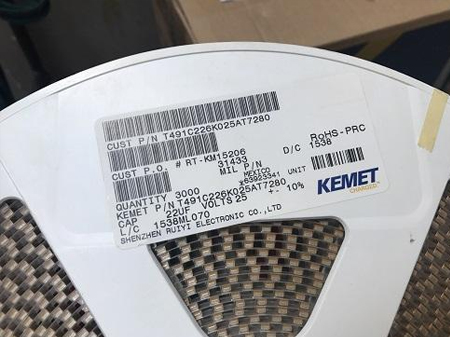 CUST P/N T491C226K025AT7280
CUST P.O. # RT-KM15206
31433
MIL P/N
D/C 1538
RoHS-PRC
QUANTITY 3000
MEXICO
*63923341 UNIT
KEMET P/N T491C226K025AT7280
CAP 22UF VOLTS 25 +- 10%
L/C 1538ML070
SHENZHEN RUIYI ELECTRONIC CO.,LTD
KEMET
CHARGED.